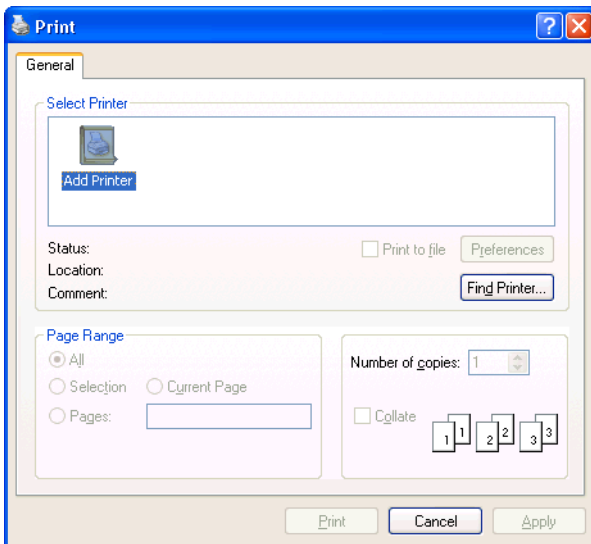 Print
General
Select Printer
Add Printer
Status:
Print to file
Preferences
Location:
Comment:
Find Printer...
Page Range
All
Selection
Current Page
Pages:
Number of copies: 1
Collate
1 1 2 2 3 3
Print
Cancel
Apply